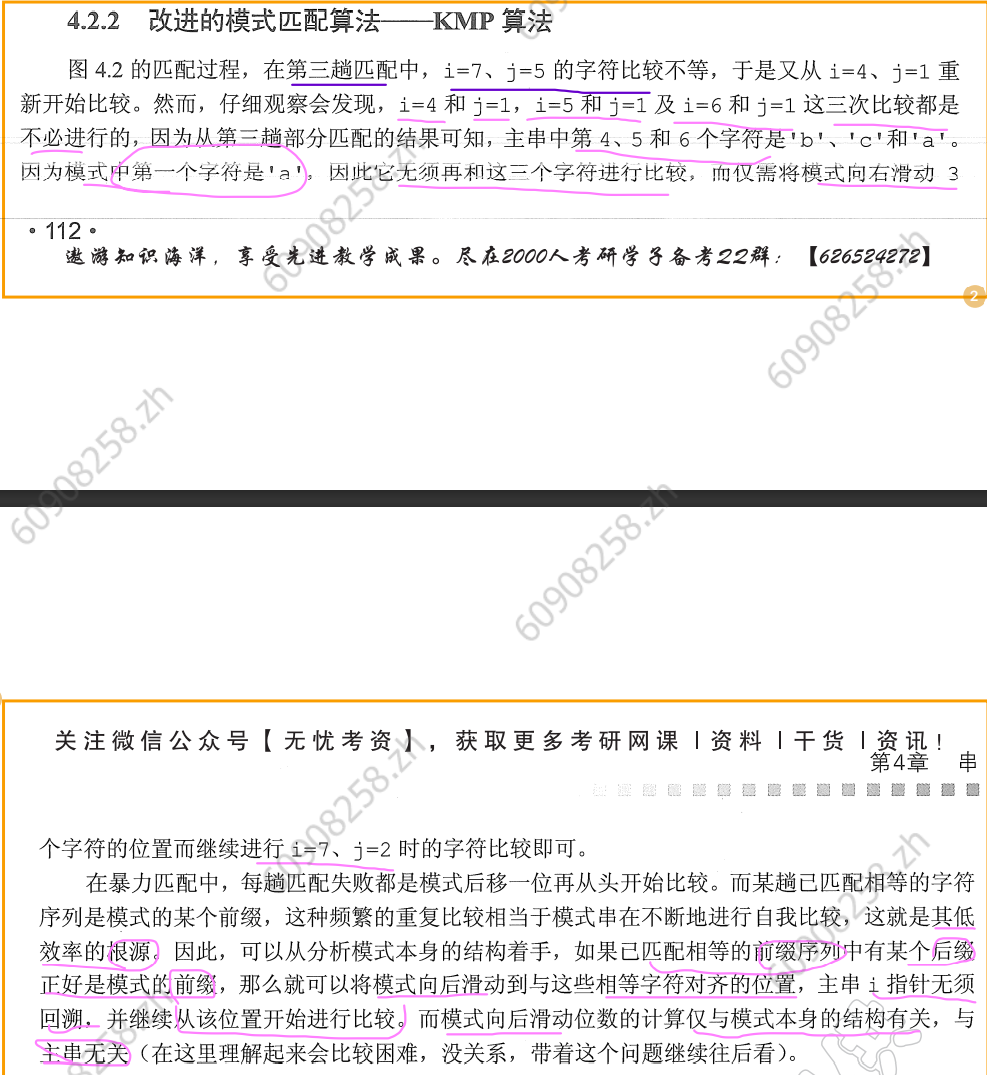 4.2.2 改进的模式匹配算法——KMP 算法
图 4.2 的匹配过程，在第三趟匹配中，i=7、j=5 的字符比较不等，于是又从 i=4、j=1 重
新开始比较。然而，仔细观察会发现，i=4 和 j=1，i=5 和 j=1 及 i=6 和 j=1 这三次比较都是
不必进行的，因为从第三趟部分匹配的结果可知，主串中第 4、5 和 6 个字符是'b'、'c'和'a'。
因为模式中第一个字符是'a'，因此它无须再和这三个字符进行比较，而仅需将模式向右滑动 3
•112•
遨游知识海洋，享受先进教学成果。尽在2000人考研学子备考QQ群：【626524272】
2
60908258.zh
60908258.zh
60908258.zh
60908258.zh
关注微信公众号【无忧考资】，获取更多考研网课丨资料丨干货丨资讯！
第4章 串
60908258.zh
个字符的位置而继续进行 i=7、j=2 时的字符比较即可。
在暴力匹配中，每趟匹配失败都是模式后移一位再从头开始比较。而某趟已匹配相等的字符
序列是模式的某个前缀，这种频繁的重复比较相当于模式串在不断地进行自我比较，这就是其低
效率的根源。因此，可以从分析模式本身的结构着手，如果已匹配相等的前缀序列中有某个后缀
正好是模式的前缀，那么就可以将模式向后滑动到与这些相等字符对齐的位置，主串 i 指针无须
回溯，并继续从该位置开始进行比较。而模式向后滑动位数的计算仅与模式本身的结构有关，与
主串无关（在这里理解起来会比较困难，没关系，带着这个问题继续往后看）。
60908258.zh